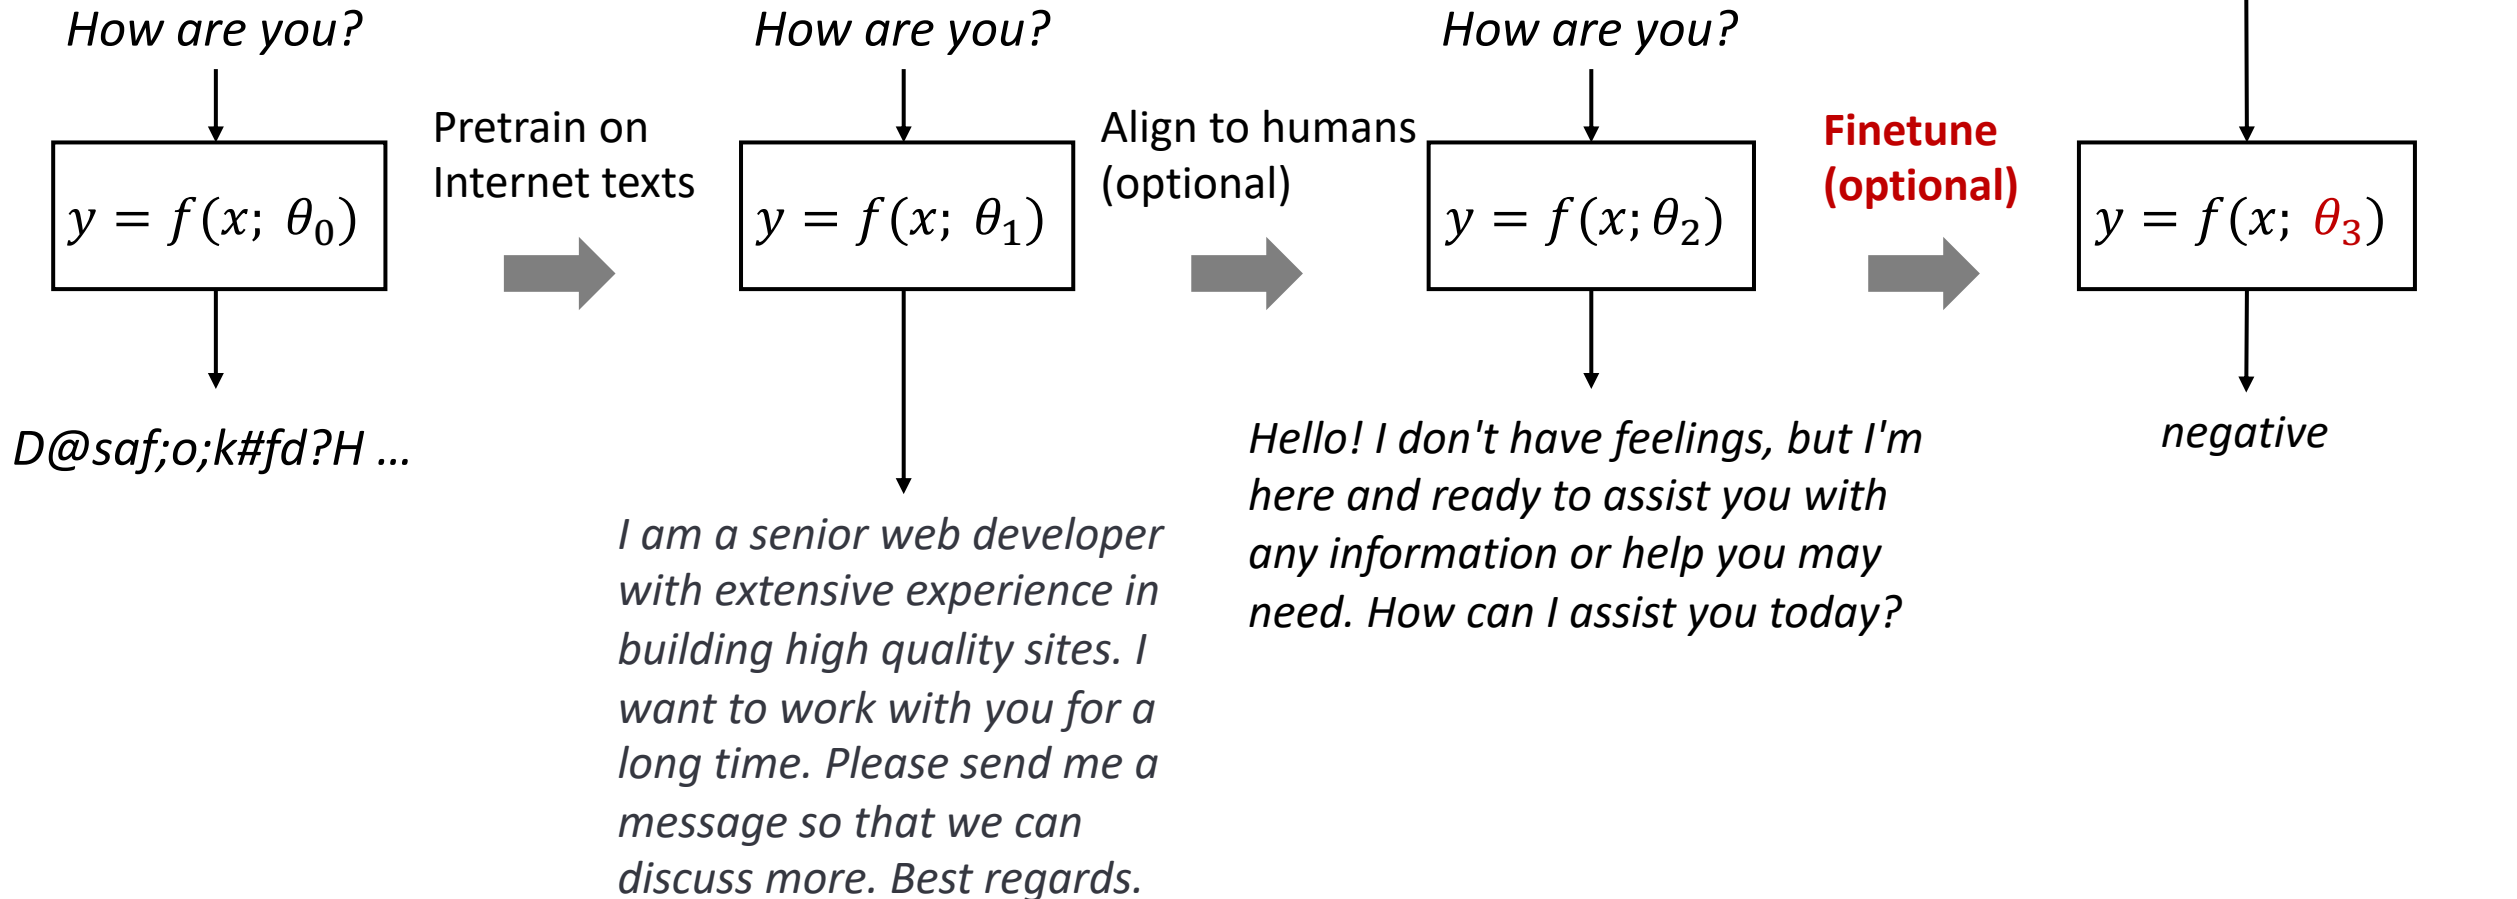 How are you?
y = f(x; θ₀)
D@saf;o;k#fd?H ...
Pretrain on
Internet texts
How are you?
y = f(x; θ₁)
I am a senior web developer
with extensive experience in
building high quality sites. I
want to work with you for a
long time. Please send me a
message so that we can
discuss more. Best regards.
Align to humans
(optional)
How are you?
y = f(x; θ₂)
Hello! I don't have feelings, but I'm
here and ready to assist you with
any information or help you may
need. How can I assist you today?
Finetune
(optional)
y = f(x; θ₃)
negative